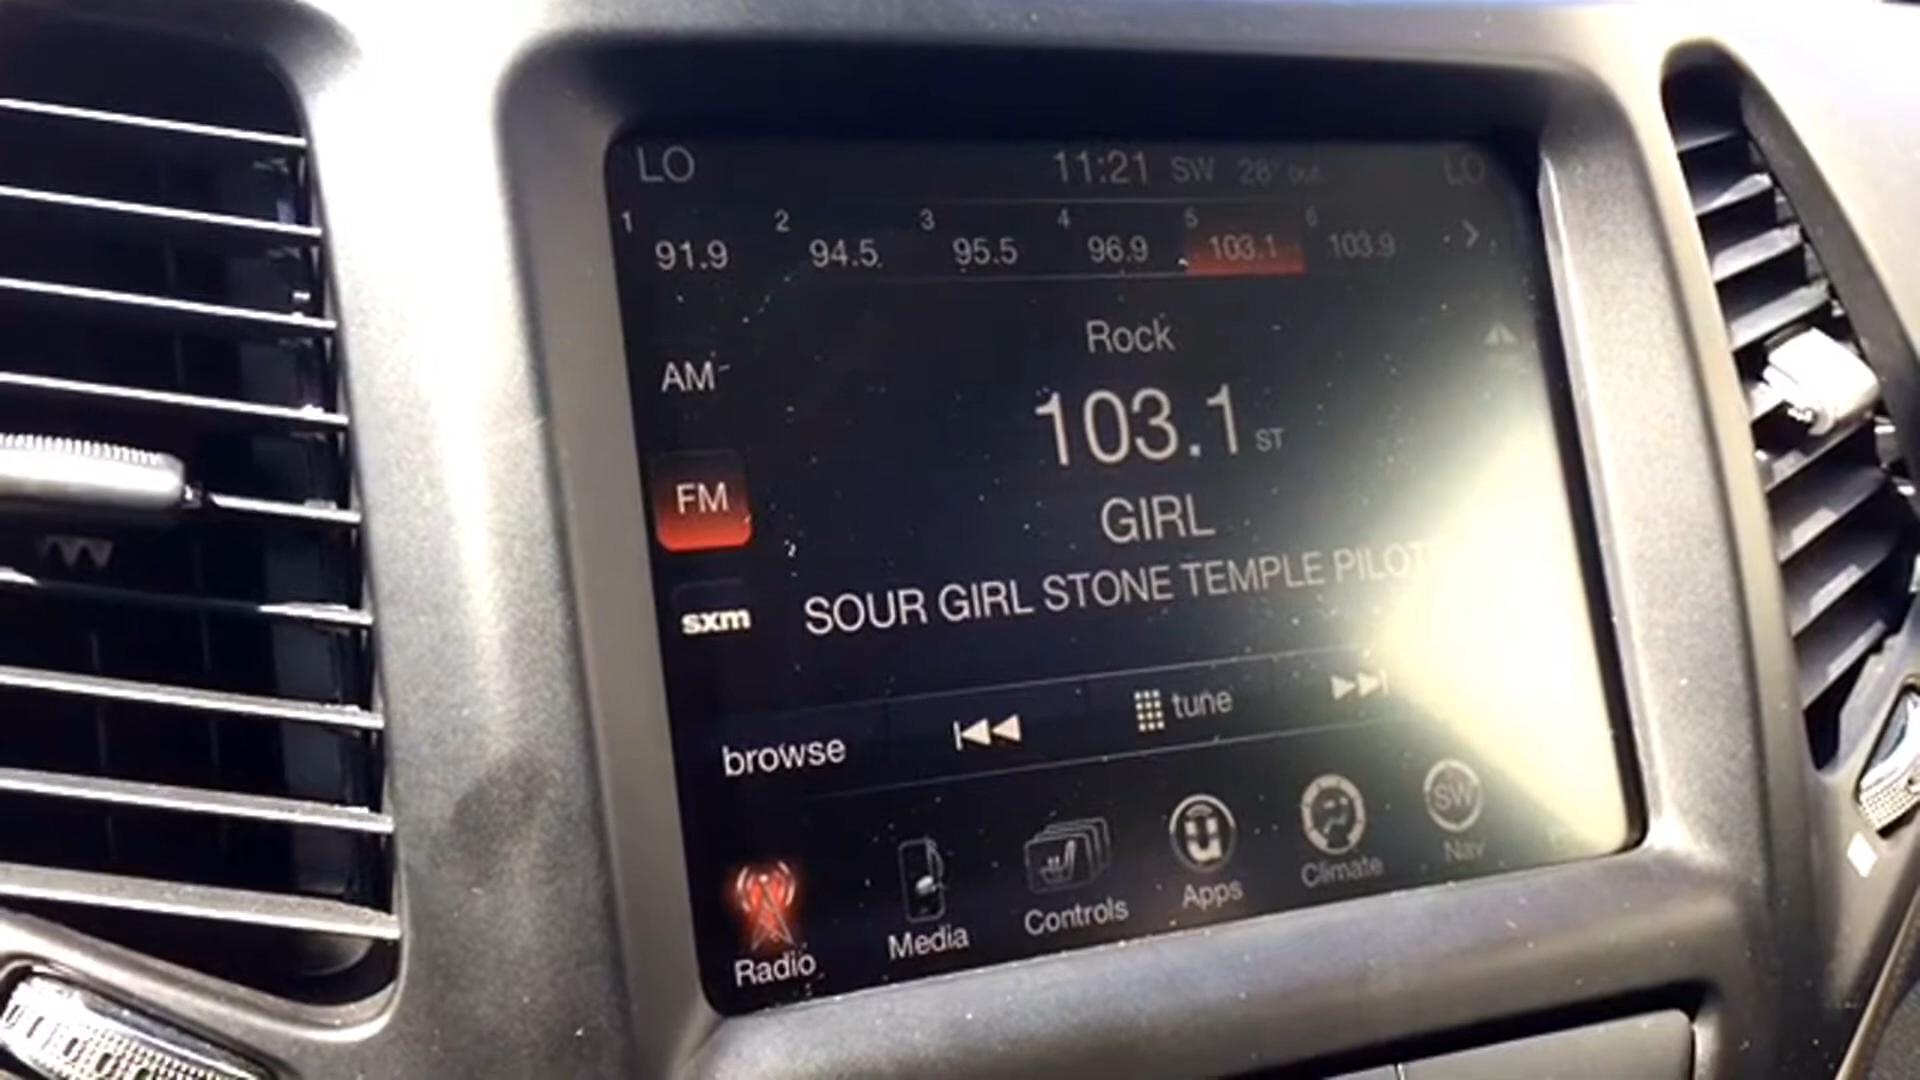 LO 11:21 SW 28° out LO
1 2 3 4 5 6
91.9 94.5 95.5 96.9 103.1 103.9
Rock
AM
103.1 ST
FM
GIRL
SOUR GIRL STONE TEMPLE PILOT
sxm
tune
browse
SW
Radio Media Controls Apps Climate Nav